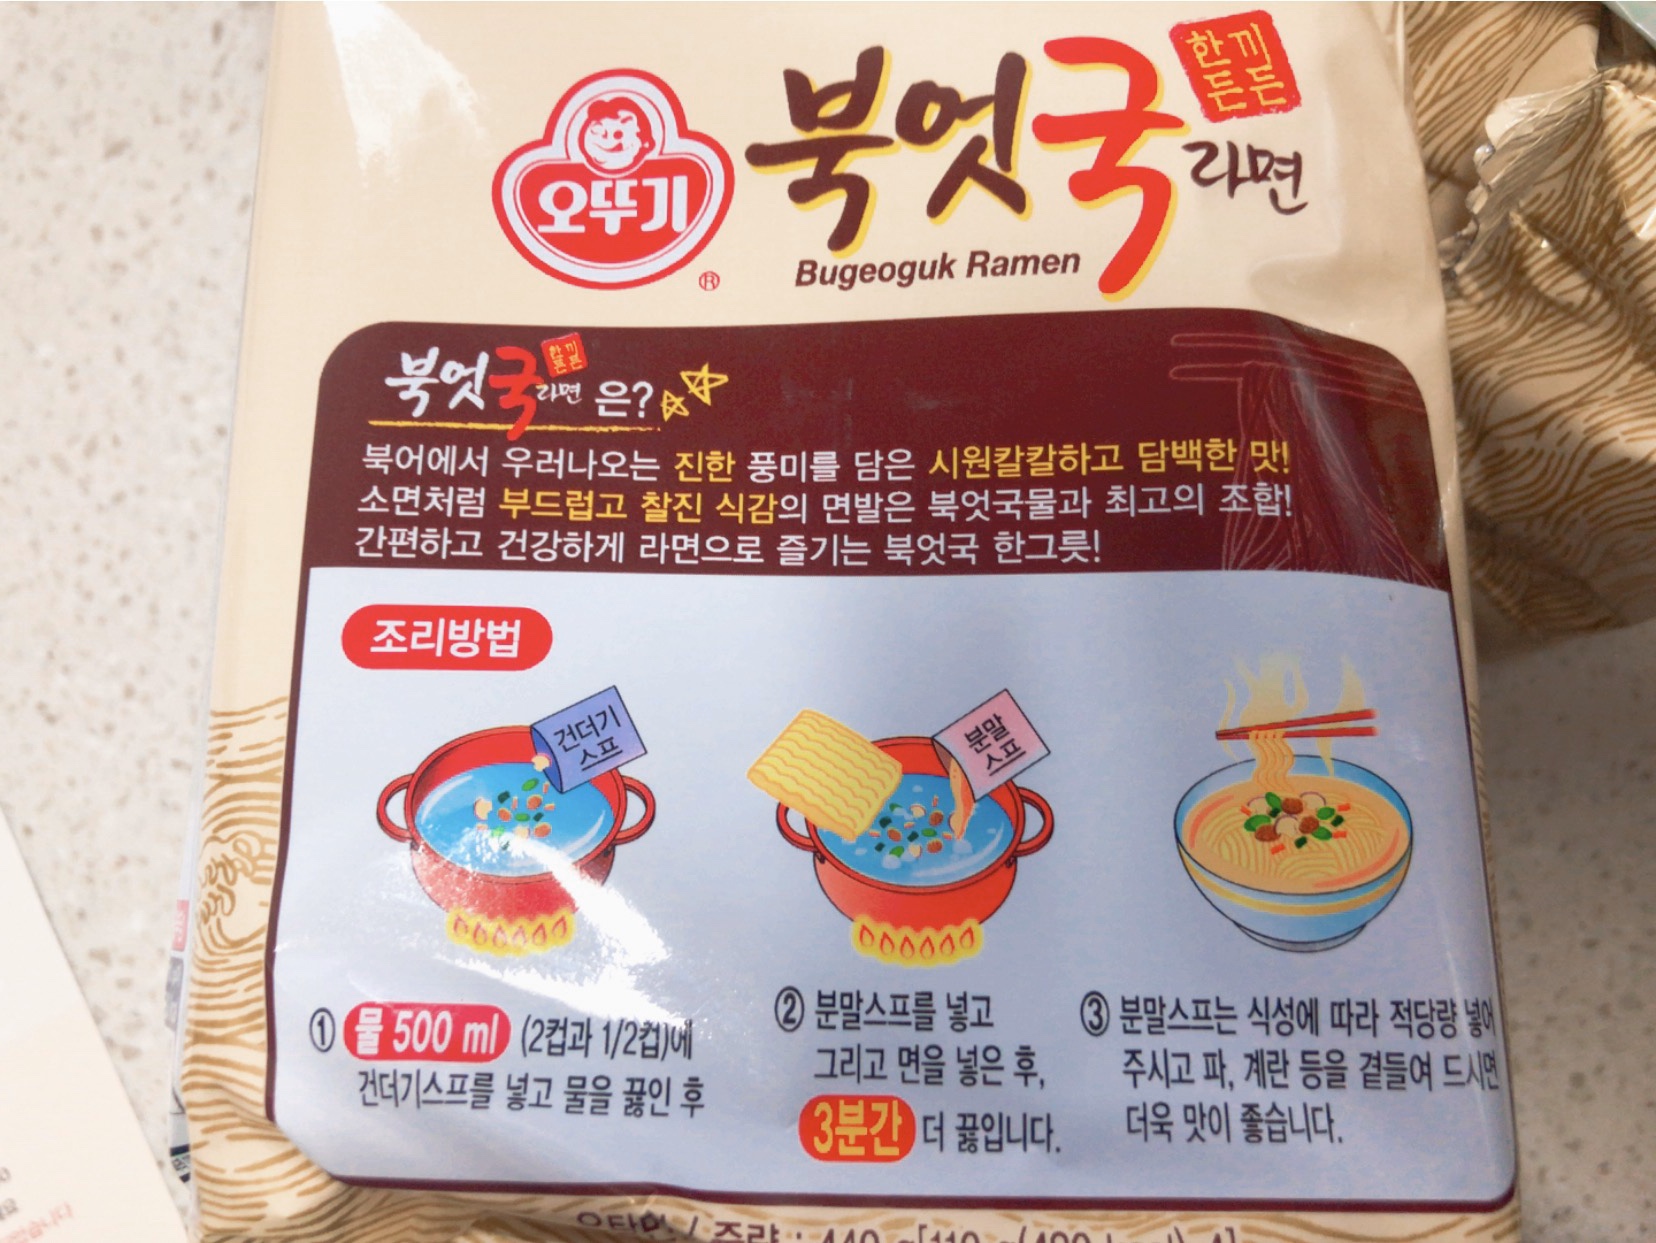 오뚜기
®
북엇국
한끼
든든
라면
Bugeoguk Ramen
북엇국 라면 은?
한끼
든든
북어에서 우러나오는 진한 풍미를 담은 시원칼칼하고 담백한 맛!
소면처럼 부드럽고 찰진 식감의 면발은 북엇국물과 최고의 조합!
간편하고 건강하게 라면으로 즐기는 북엇국 한그릇!
조리방법
건더기
스프
분말
스프
① 물 500 ml (2컵과 1/2컵)에
건더기스프를 넣고 물을 끓인 후
② 분말스프를 넣고
그리고 면을 넣은 후,
3분간 더 끓입니다.
③ 분말스프는 식성에 따라 적당량 넣어
주시고 파, 계란 등을 곁들여 드시면
더욱 맛이 좋습니다.